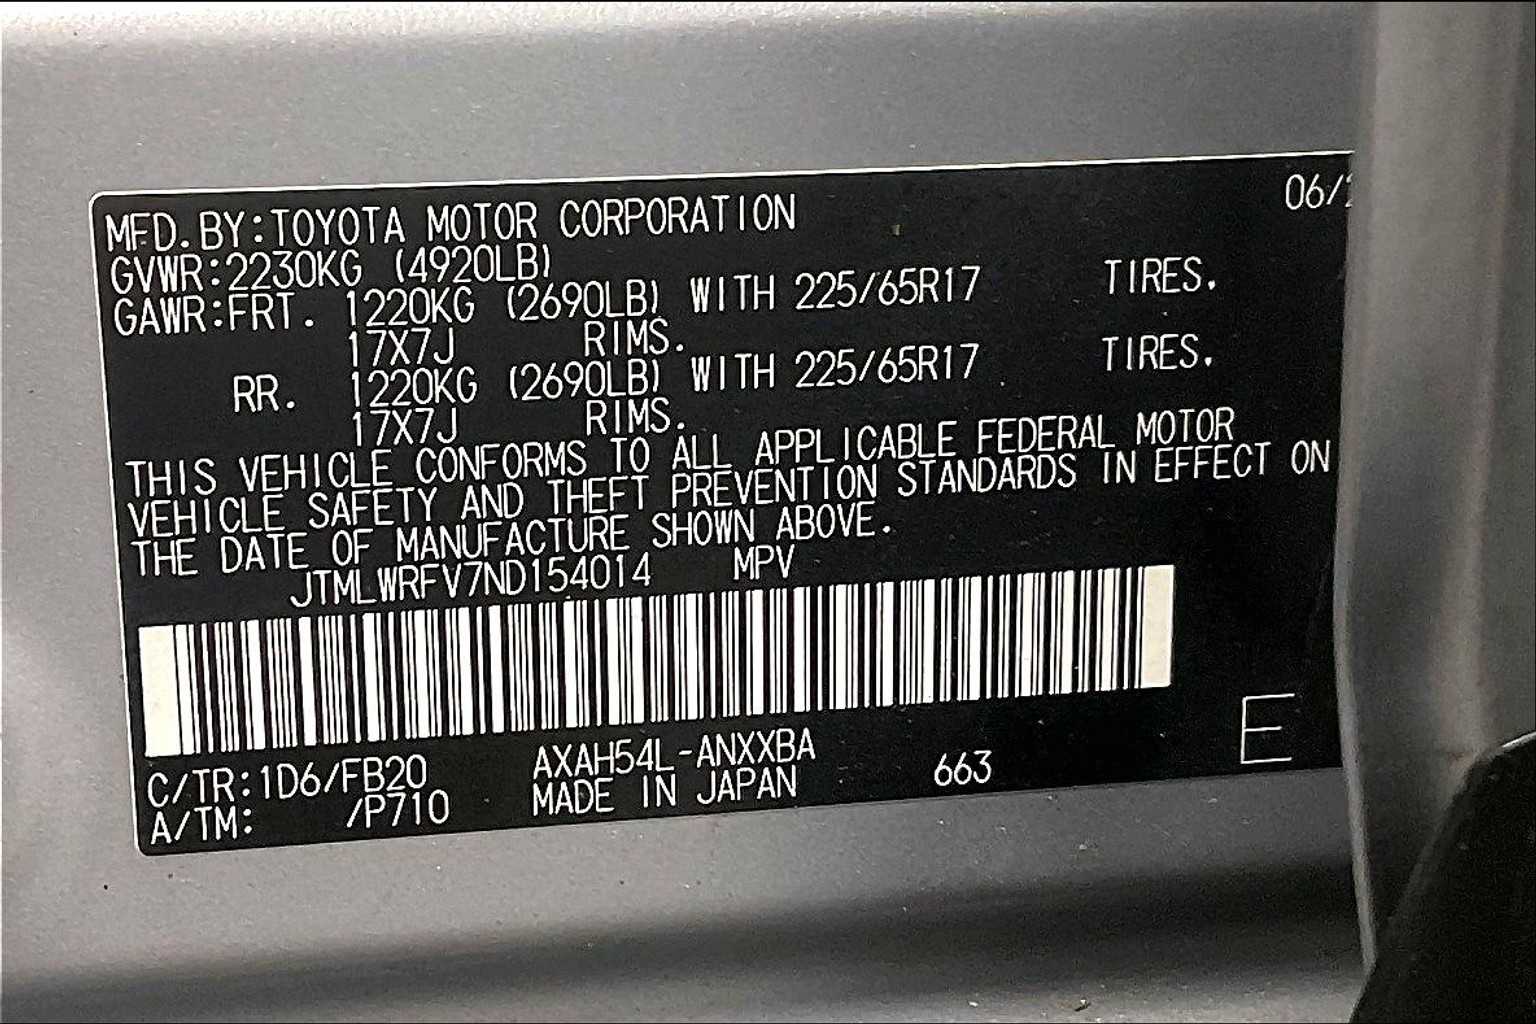 MFD. BY:TOYOTA MOTOR CORPORATION 06/
GVWR:2230KG (4920LB)
GAWR:FRT. 1220KG (2690LB) WITH 225/65R17 TIRES.
17X7J RIMS.
RR. 1220KG (2690LB) WITH 225/65R17 TIRES.
17X7J RIMS.
THIS VEHICLE CONFORMS TO ALL APPLICABLE FEDERAL MOTOR
VEHICLE SAFETY AND THEFT PREVENTION STANDARDS IN EFFECT ON
THE DATE OF MANUFACTURE SHOWN ABOVE.
JTMLWRFV7ND154014 MPV
C/TR:1D6/FB20 AXAH54L-ANXXBA 663 E
A/TM: /P710 MADE IN JAPAN